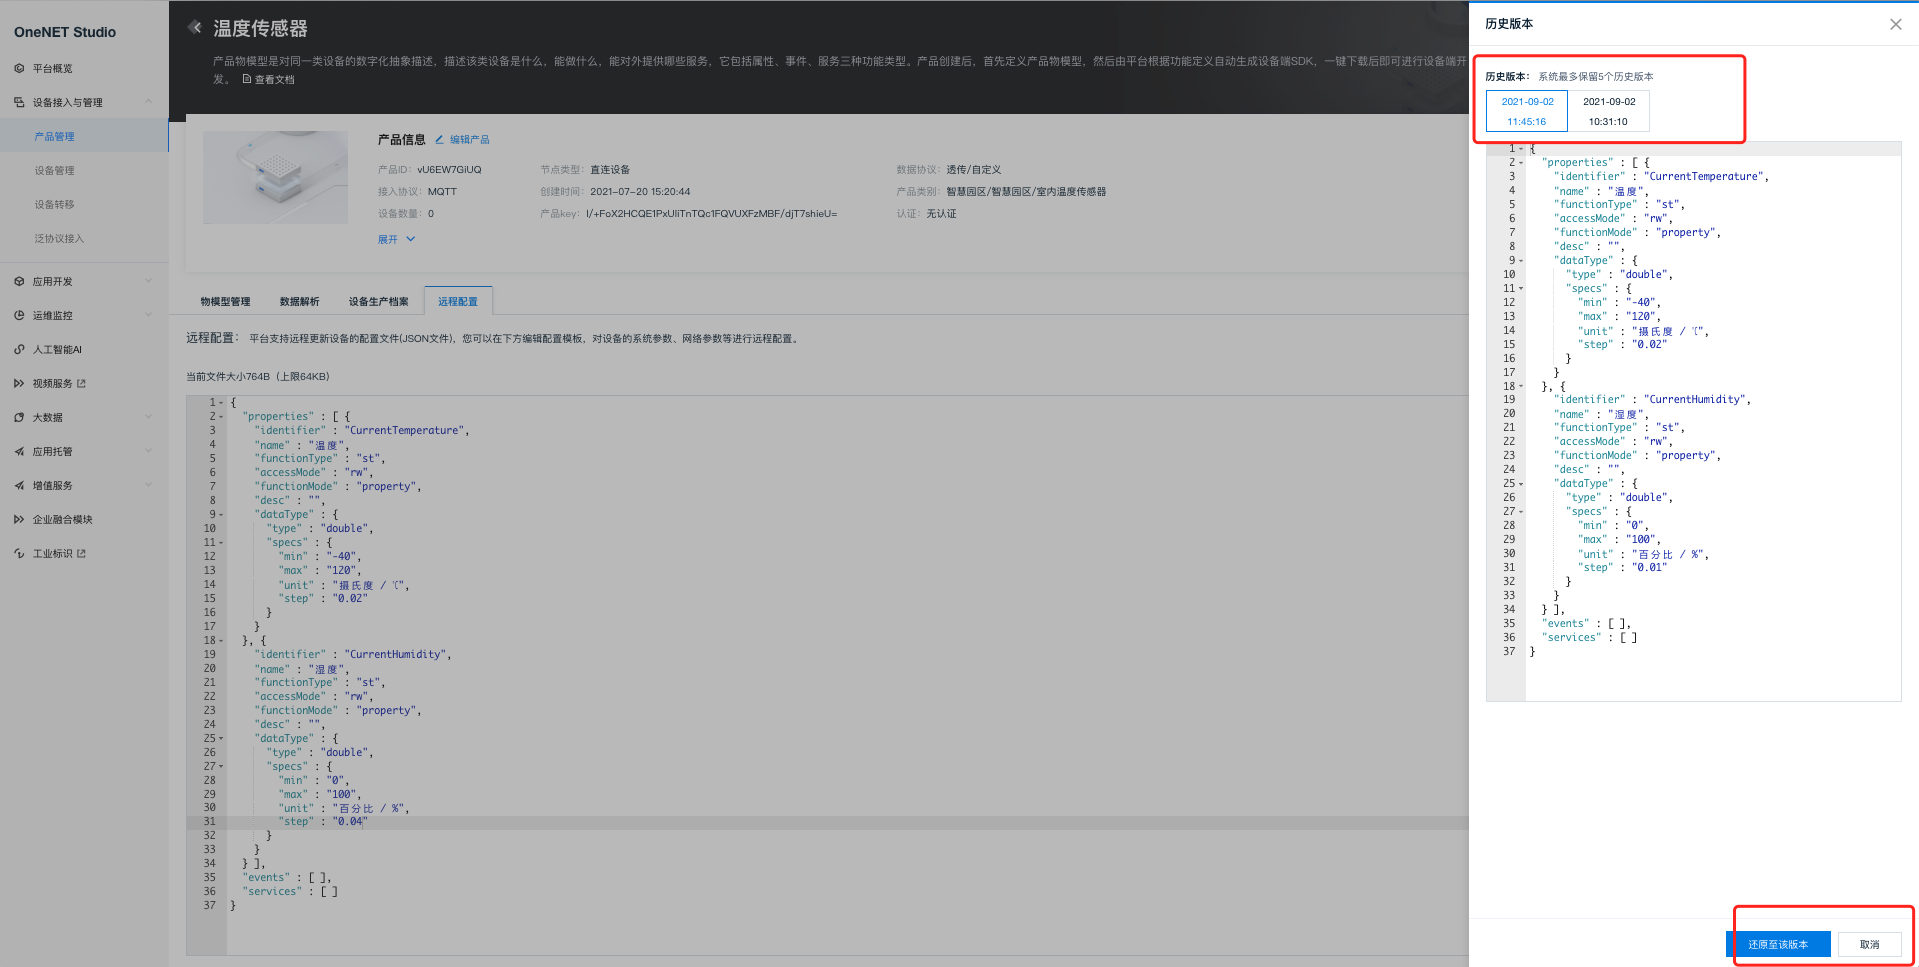 OneNET Studio
平台概览
设备接入与管理
产品管理
设备管理
设备转移
泛协议接入
应用开发
运维监控
人工智能AI
视频服务
大数据
应用托管
增值服务
企业融合模块
工业标识
温度传感器
产品物模型是对同一类设备的数字化抽象描述，描述该类设备是什么，能做什么，能对外提供哪些服务，它包括属性、事件、服务三种功能类型。产品创建后，首先定义产品物模型，然后由平台根据功能定义自动生成设备端SDK，一键下载后即可进行设备端开
发。 查看文档
产品信息 编辑产品
产品ID： vU6EW7GiUQ 节点类型： 直连设备 数据协议： 透传/自定义
接入协议： MQTT 创建时间： 2021-07-20 15:20:44 产品类别： 智慧园区/智慧园区/室内温度传感器
设备数量： 0 产品key： I/+FoX2HCQE1PxUIiTnTQc1FQVUXFzMBF/djT7shieU= 认证： 无认证
展开
物模型管理 数据解析 设备生产档案 远程配置
远程配置： 平台支持远程更新设备的配置文件(JSON文件)，您可以在下方编辑配置模板，对设备的系统参数、网络参数等进行远程配置。
当前文件大小764B（上限64KB）
1 {
2 "properties" : [ {
3 "identifier" : "CurrentTemperature",
4 "name" : "温度",
5 "functionType" : "st",
6 "accessMode" : "rw",
7 "functionMode" : "property",
8 "desc" : "",
9 "dataType" : {
10 "type" : "double",
11 "specs" : {
12 "min" : "-40",
13 "max" : "120",
14 "unit" : "摄氏度 / ℃",
15 "step" : "0.02"
16 }
17 }
18 }, {
19 "identifier" : "CurrentHumidity",
20 "name" : "湿度",
21 "functionType" : "st",
22 "accessMode" : "rw",
23 "functionMode" : "property",
24 "desc" : "",
25 "dataType" : {
26 "type" : "double",
27 "specs" : {
28 "min" : "0",
29 "max" : "100",
30 "unit" : "百分比 / %",
31 "step" : "0.04"
32 }
33 }
34 } ],
35 "events" : [ ],
36 "services" : [ ]
37 }
历史版本
历史版本： 系统最多保留5个历史版本
2021-09-02 2021-09-02
11:45:16 10:31:10
1 {
2 "properties" : [ {
3 "identifier" : "CurrentTemperature",
4 "name" : "温度",
5 "functionType" : "st",
6 "accessMode" : "rw",
7 "functionMode" : "property",
8 "desc" : "",
9 "dataType" : {
10 "type" : "double",
11 "specs" : {
12 "min" : "-40",
13 "max" : "120",
14 "unit" : "摄氏度 / ℃",
15 "step" : "0.02"
16 }
17 }
18 }, {
19 "identifier" : "CurrentHumidity",
20 "name" : "湿度",
21 "functionType" : "st",
22 "accessMode" : "rw",
23 "functionMode" : "property",
24 "desc" : "",
25 "dataType" : {
26 "type" : "double",
27 "specs" : {
28 "min" : "0",
29 "max" : "100",
30 "unit" : "百分比 / %",
31 "step" : "0.01"
32 }
33 }
34 } ],
35 "events" : [ ],
36 "services" : [ ]
37 }
还原至该版本 取消